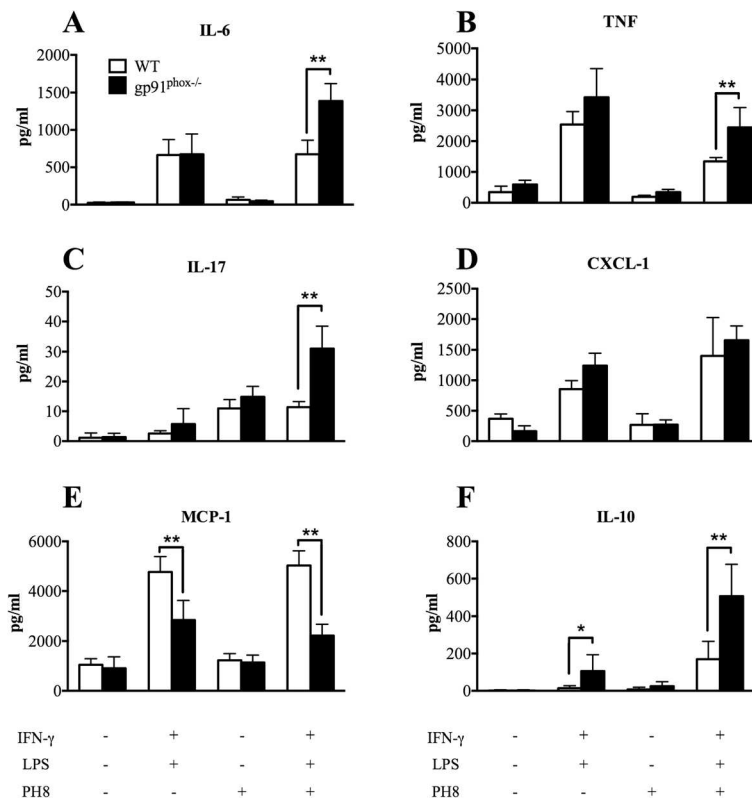 A
IL-6
2000
1500
1000
500
0
pg/ml
WT
gp91phox-/-
**
B
TNF
5000
4000
3000
2000
1000
0
pg/ml
**
C
IL-17
50
40
30
20
10
0
pg/ml
**
D
CXCL-1
2500
2000
1500
1000
500
0
pg/ml
E
MCP-1
6000
4000
2000
0
pg/ml
**
**
F
IL-10
800
600
400
200
0
pg/ml
*
**
IFN-γ - + - +
LPS - + - +
PH8 - - + +
IFN-γ - + - +
LPS - + - +
PH8 - - + +